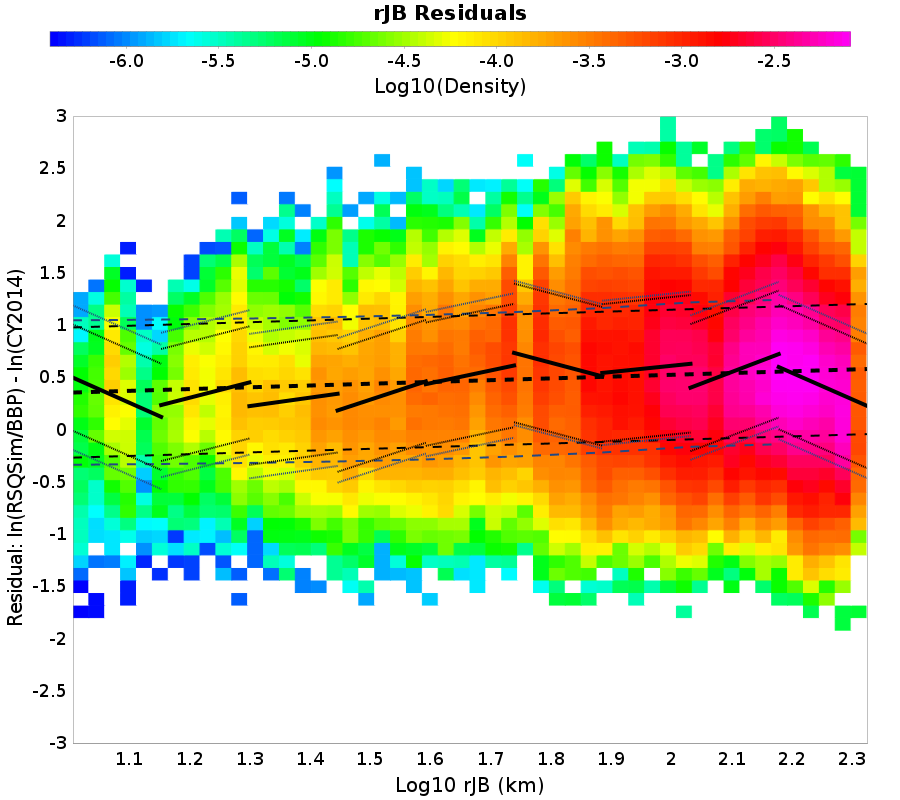 rJB Residuals
-6.0 -5.5 -5.0 -4.5 -4.0 -3.5 -3.0 -2.5
Log10(Density)
3
2.5
2
1.5
1
0.5
0
-0.5
-1
-1.5
-2
-2.5
-3
Residual: ln(RSQSim/BBP) - ln(CY2014)
1.1 1.2 1.3 1.4 1.5 1.6 1.7 1.8 1.9 2 2.1 2.2 2.3
Log10 rJB (km)